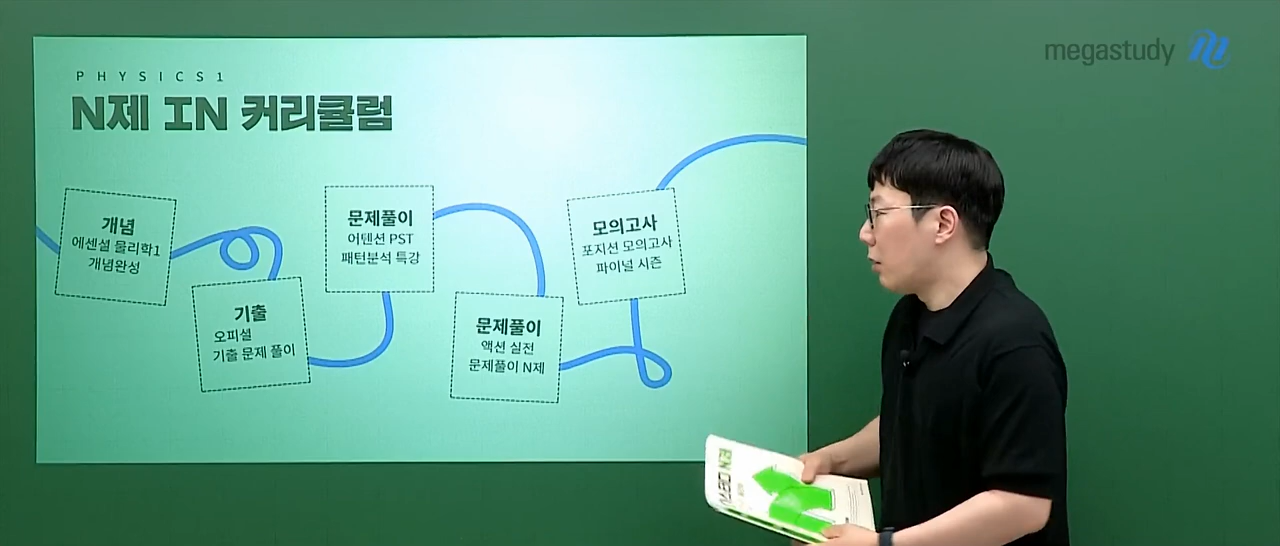 megastudy
PHYSICS1
N제 IN 커리큘럼
개념
에센셜 물리학1
개념완성
기출
오피셜
기출 문제 풀이
문제풀이
어텐션 PST
패턴분석 특강
문제풀이
액션 실전
문제풀이 N제
모의고사
포지션 모의고사
파이널 시즌